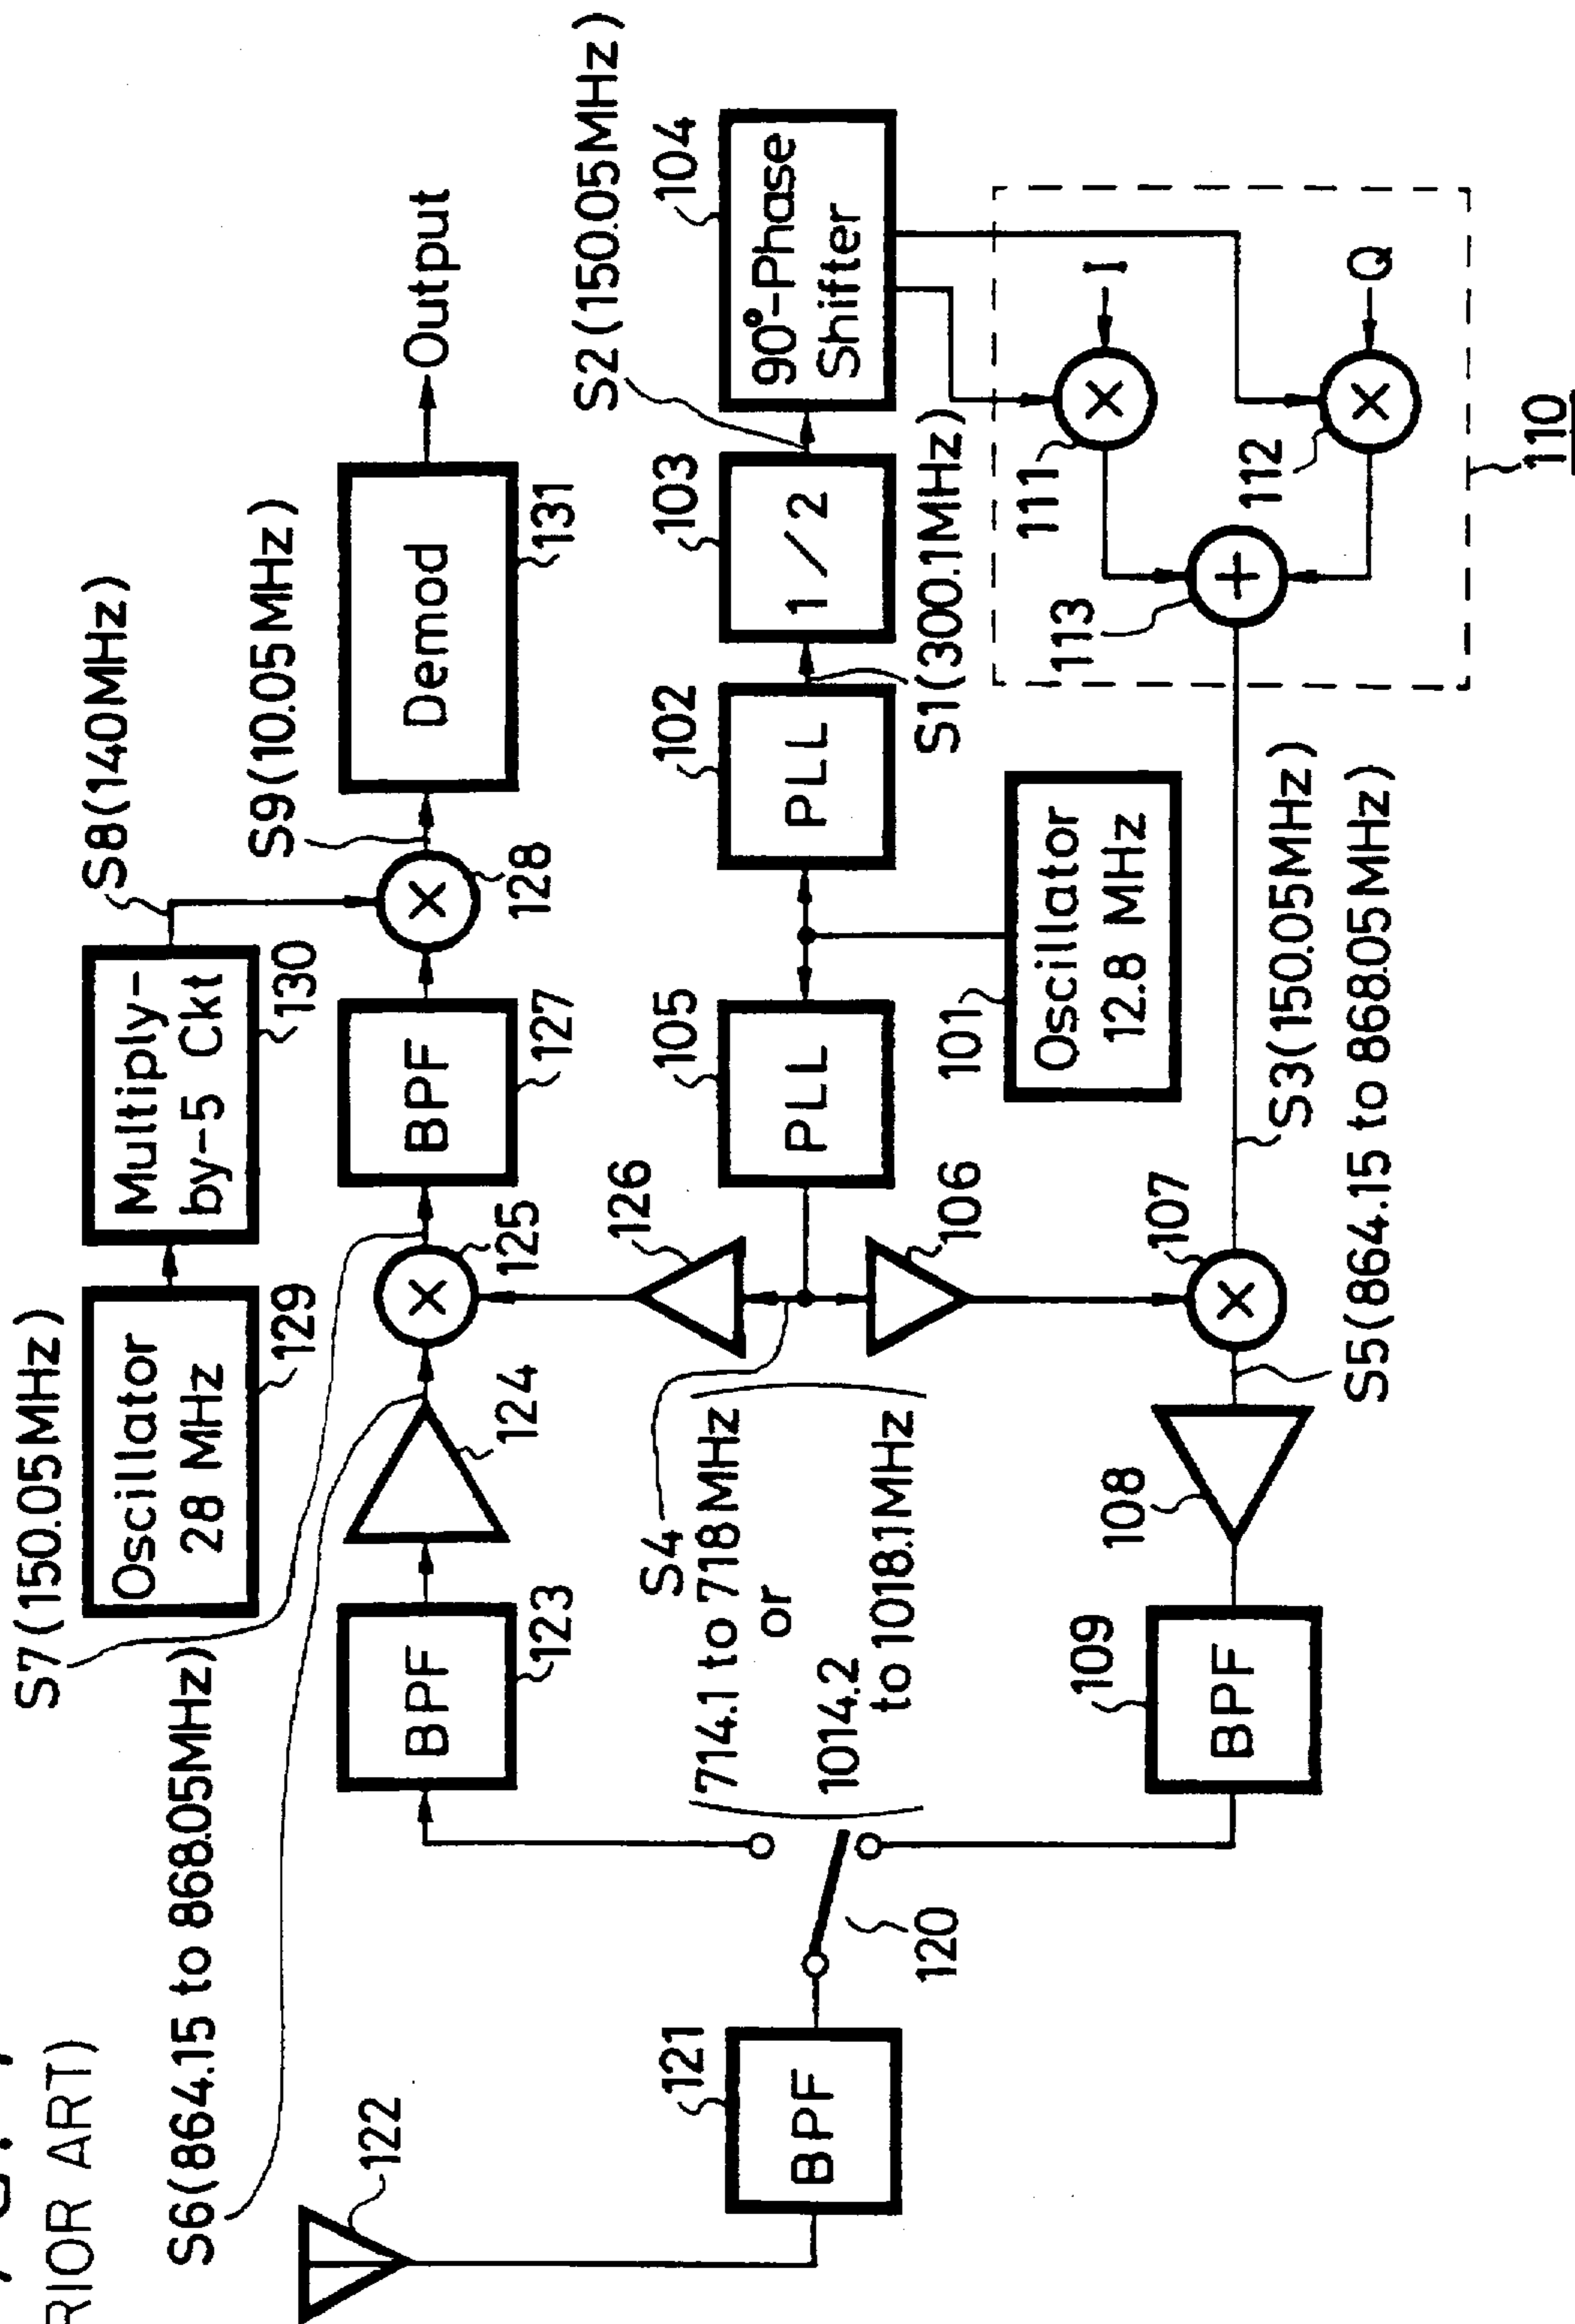 (PRIOR ART)
S7(150.05MHz)
S8(140MHz)
Oscillator
28 MHz
129
Multiply-
by-5 Ckt
130
S6(864.15 to 868.05MHz)
S9(10.05MHz)
122
BPF
123
124
125
BPF
127
128
Demod
131
Output
S4
714.1 to 718MHz
or
1014.2
to 1018.1MHz
126
106
105
PLL
102
PLL
103
1/2
S2(150.05MHz)
104
90°-Phase
Shifter
121
BPF
120
101
Oscillator
12.8 MHz
S1(300.1MHz)
109
BPF
108
107
S3(150.05MHz)
S5(864.15 to 868.05MHz)
113
+
111
×
I
112
×
Q
110